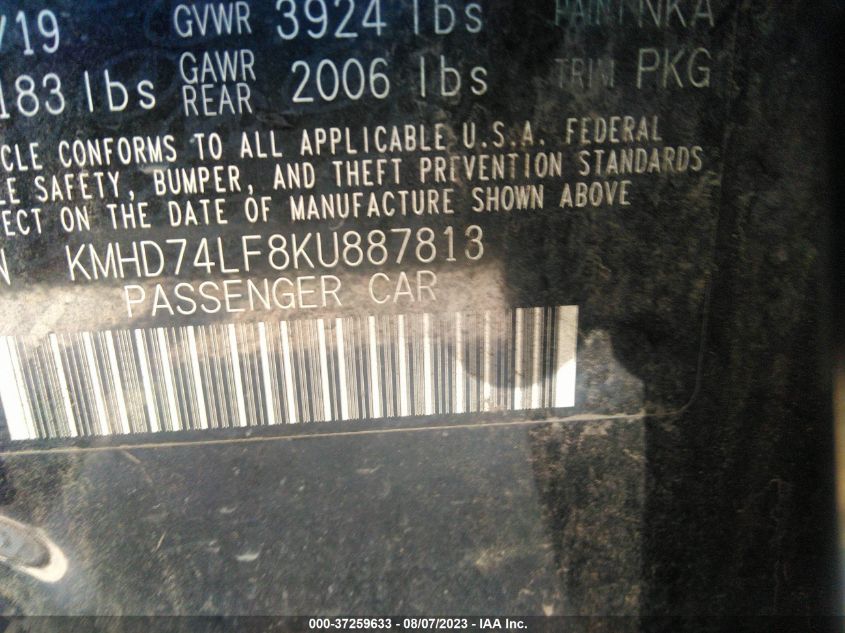 /19 GVWR 3924 lbs PAINT NKA
183 lbs GAWR REAR 2006 lbs TRIM PKG
CLE CONFORMS TO ALL APPLICABLE U.S.A. FEDERAL
LE SAFETY, BUMPER, AND THEFT PREVENTION STANDARDS
ECT ON THE DATE OF MANUFACTURE SHOWN ABOVE
N KMHD74LF8KU887813
PASSENGER CAR
000-37259633 - 08/07/2023 - IAA Inc.